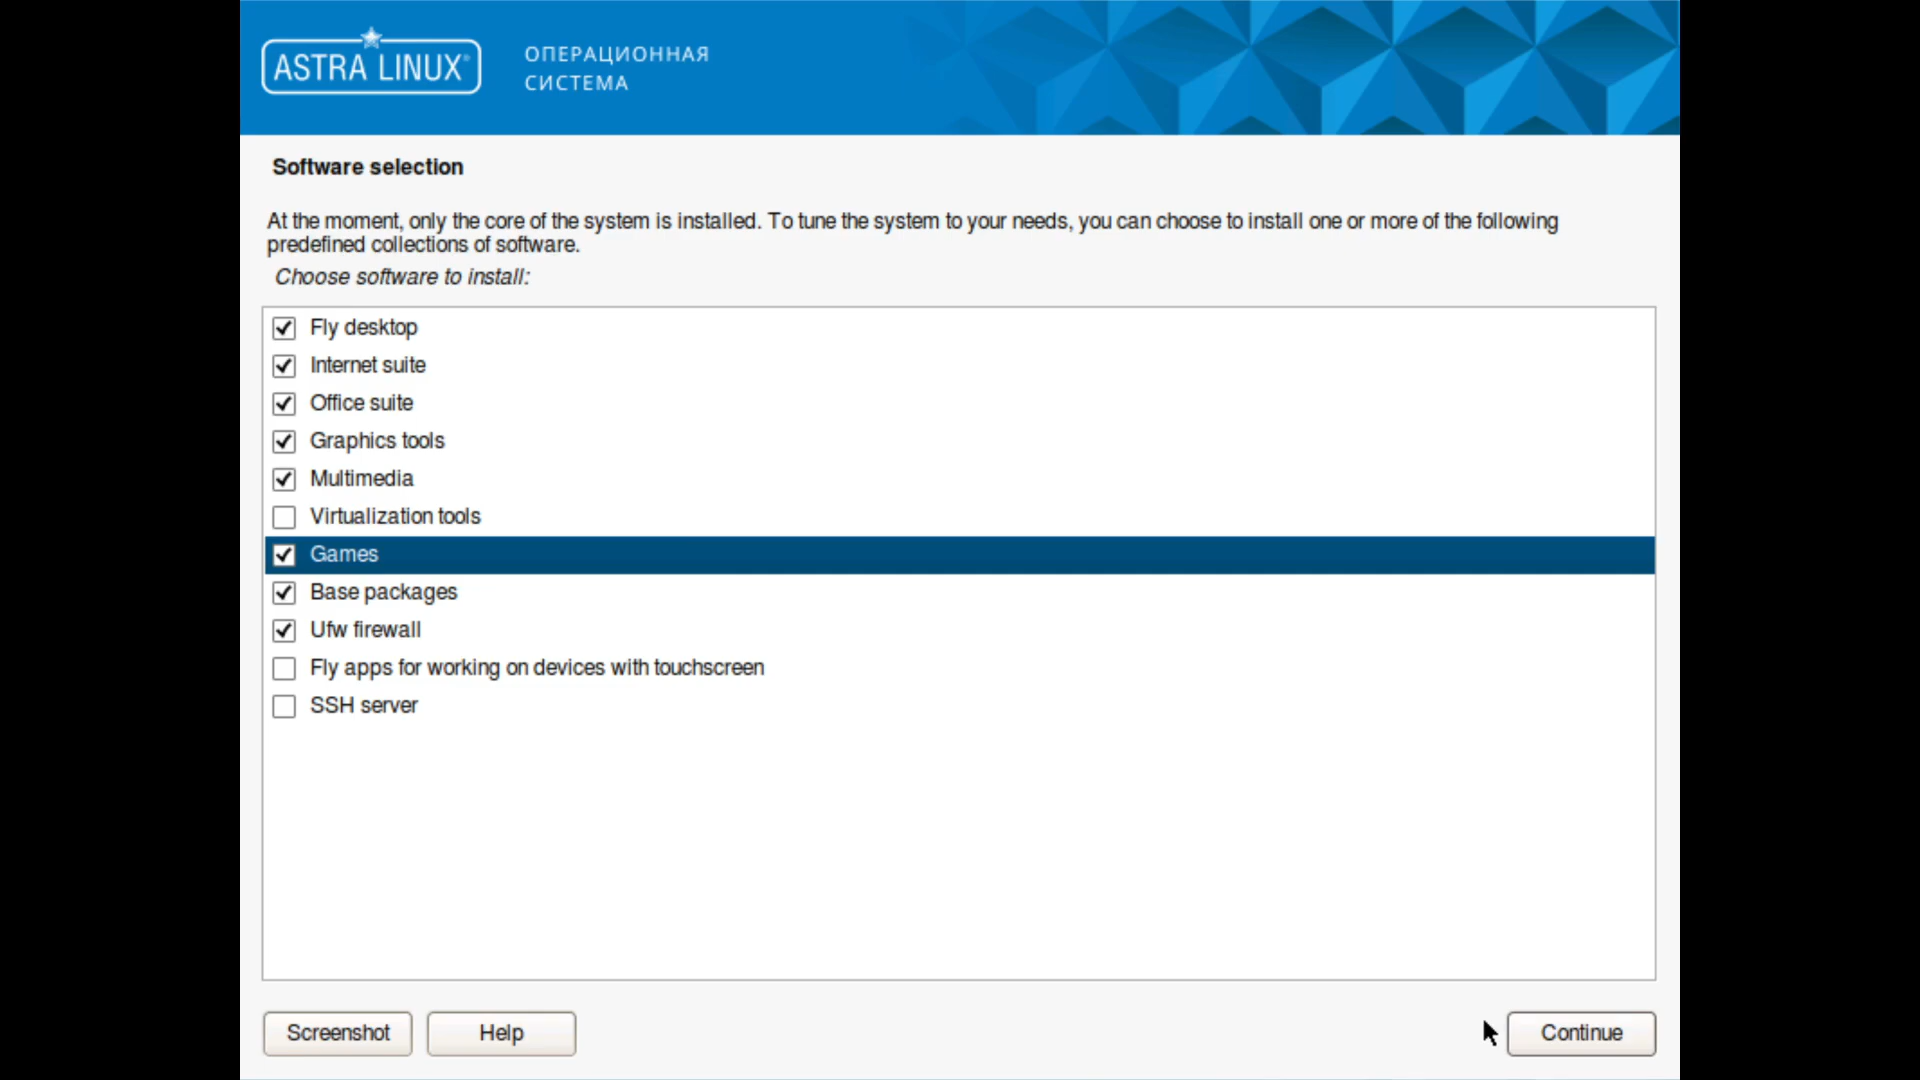 ASTRA LINUX®
ОПЕРАЦИОННАЯ
СИСТЕМА
Software selection
At the moment, only the core of the system is installed. To tune the system to your needs, you can choose to install one or more of the following
predefined collections of software.
Choose software to install:
Fly desktop
Internet suite
Office suite
Graphics tools
Multimedia
Virtualization tools
Games
Base packages
Ufw firewall
Fly apps for working on devices with touchscreen
SSH server
Screenshot
Help
Continue